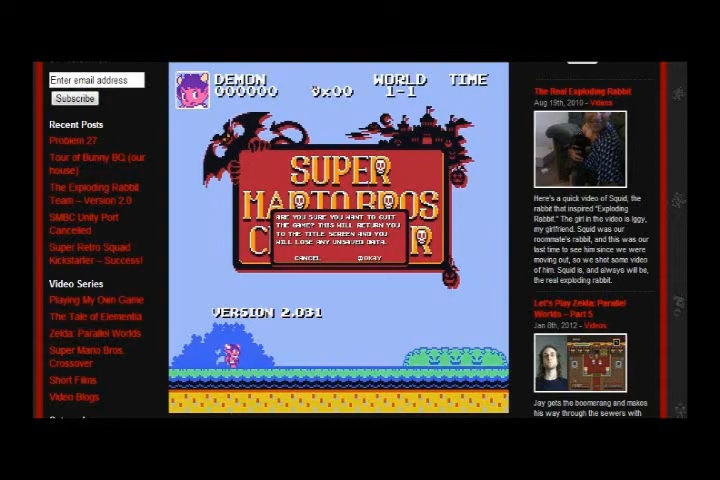 Enter email address
Subscribe
Recent Posts
Problem 27
Tour of Bunny BQ (our
house)
The Exploding Rabbit
Team – Version 2.0
SMBC Unity Port
Cancelled
Super Retro Squad
Kickstarter – Success!
Video Series
Playing My Own Game
The Tale of Elementia
Zelda: Parallel Worlds
Super Mario Bros.
Crossover
Short Films
Video Blogs
DEMON WORLD TIME
000000 x00 1-1
SUPER
MARIO BROS
ARE YOU SURE YOU WANT TO QUIT
THE GAME? THIS WILL RETURN YOU
TO THE TITLE SCREEN AND YOU
WILL LOSE ANY UNSAVED DATA.
CANCEL OKAY
VERSION 2.031
The Real Exploding Rabbit
Aug 19th, 2010 - Videos
Here's a quick video of Squid, the
rabbit that inspired "Exploding
Rabbit." The girl in the video is Iggy,
my girlfriend. Squid was our
roommate's rabbit, and this was our
last time to see him since we were
moving out, so we shot some video
of him. Squid is, and always will be,
the real exploding rabbit.
Let's Play Zelda: Parallel
Worlds – Part 5
Jan 8th, 2012 - Videos
Jay gets the boomerang and makes
his way through the sewers with